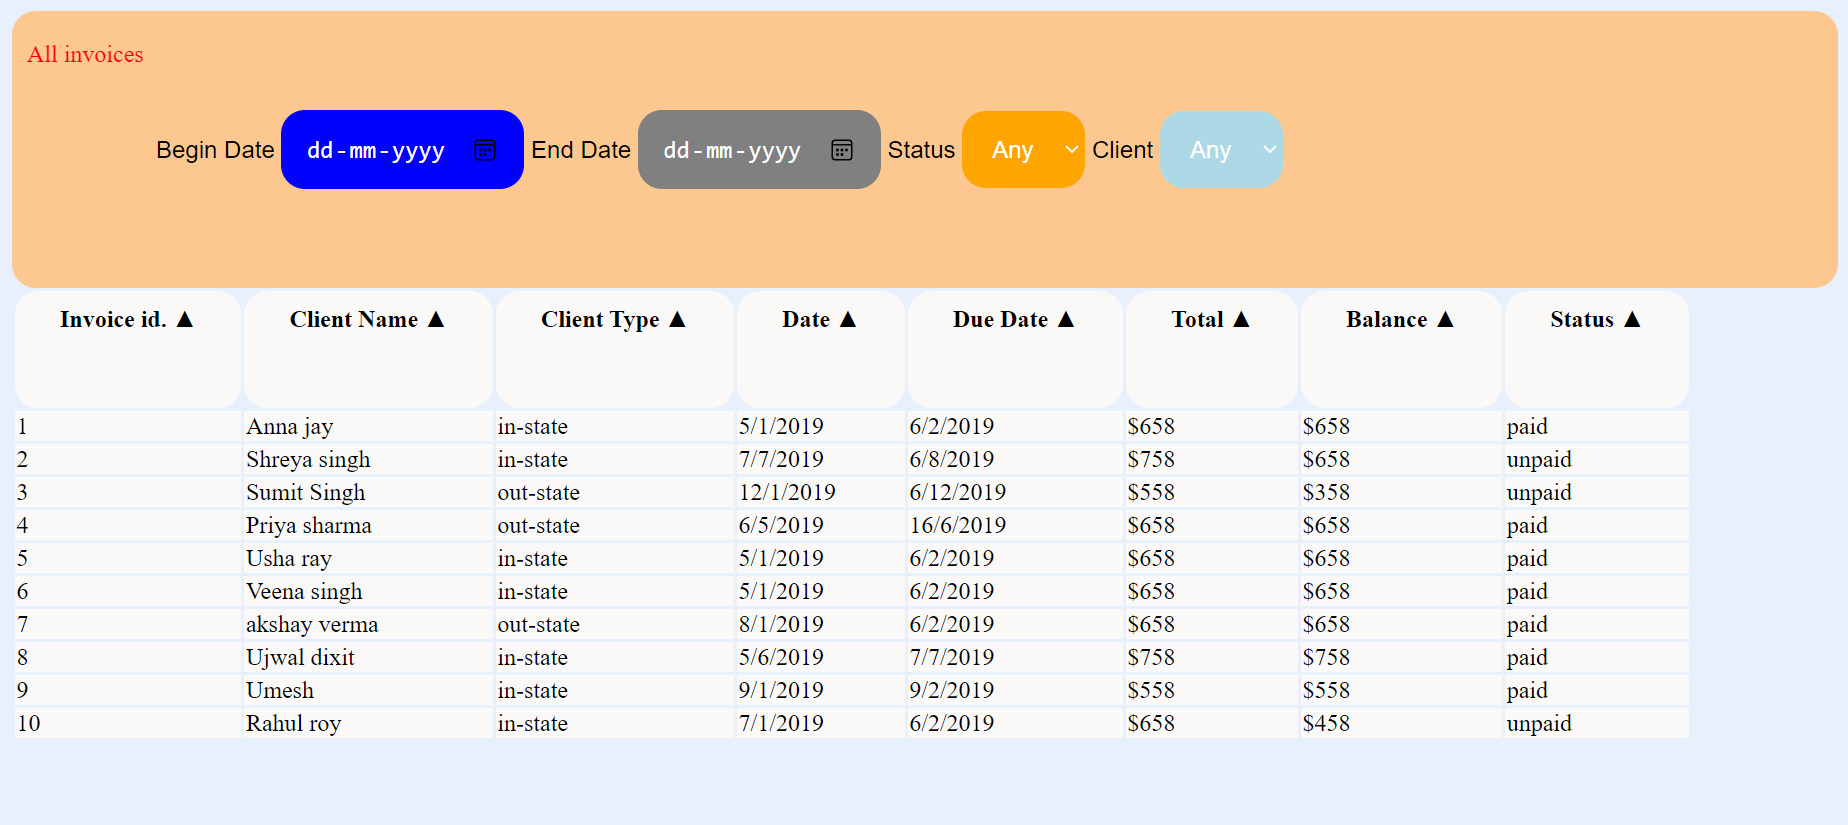 All invoices
Begin Date dd-mm-yyyy End Date dd-mm-yyyy Status Any Client Any
Invoice id. ▲ Client Name ▲ Client Type ▲ Date ▲ Due Date ▲ Total ▲ Balance ▲ Status ▲
1 Anna jay in-state 5/1/2019 6/2/2019 $658 $658 paid
2 Shreya singh in-state 7/7/2019 6/8/2019 $758 $658 unpaid
3 Sumit Singh out-state 12/1/2019 6/12/2019 $558 $358 unpaid
4 Priya sharma out-state 6/5/2019 16/6/2019 $658 $658 paid
5 Usha ray in-state 5/1/2019 6/2/2019 $658 $658 paid
6 Veena singh in-state 5/1/2019 6/2/2019 $658 $658 paid
7 akshay verma out-state 8/1/2019 6/2/2019 $658 $658 paid
8 Ujwal dixit in-state 5/6/2019 7/7/2019 $758 $758 paid
9 Umesh in-state 9/1/2019 9/2/2019 $558 $558 paid
10 Rahul roy in-state 7/1/2019 6/2/2019 $658 $458 unpaid